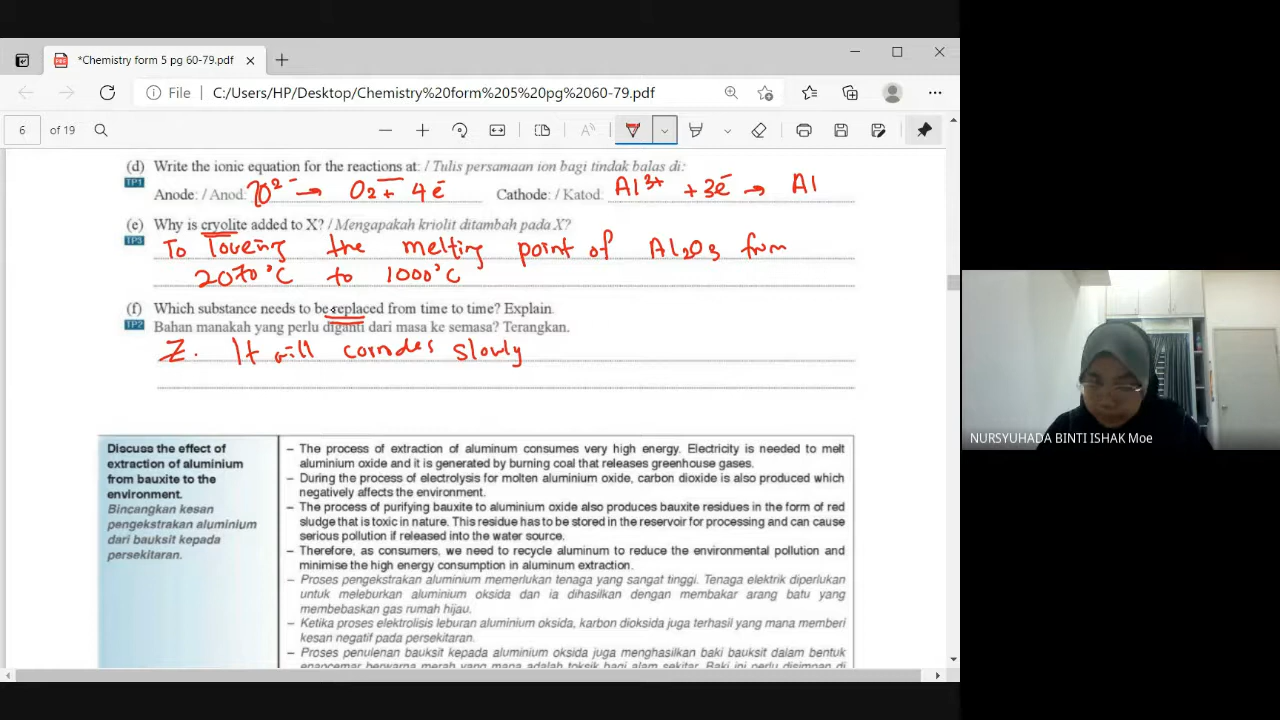 *Chemistry form 5 pg 60-79.pdf
File C:/Users/HP/Desktop/Chemistry%20form%205%20pg%2060-79.pdf
6 of 19
(d) Write the ionic equation for the reactions at: / Tulis persamaan ion bagi tindak balas di:
TP1
Anode: / Anod: 2O²⁻ → O₂ + 4ē Cathode: / Katod: Al³⁺ + 3ē → Al
(e) Why is cryolite added to X? / Mengapakah kriolit ditambah pada X?
TP3
To lowering the melting point of Al₂O₃ from
2070°C to 1000°C
(f) Which substance needs to be replaced from time to time? Explain.
TP2 Bahan manakah yang perlu diganti dari masa ke semasa? Terangkan.
Z. It will corrodes slowly
Discuss the effect of
extraction of aluminium
from bauxite to the
environment.
Bincangkan kesan
pengekstrakan aluminium
dari bauksit kepada
persekitaran.
– The process of extraction of aluminum consumes very high energy. Electricity is needed to melt
aluminium oxide and it is generated by burning coal that releases greenhouse gases.
– During the process of electrolysis for molten aluminium oxide, carbon dioxide is also produced which
negatively affects the environment.
– The process of purifying bauxite to aluminium oxide also produces bauxite residues in the form of red
sludge that is toxic in nature. This residue has to be stored in the reservoir for processing and can cause
serious pollution if released into the water source.
– Therefore, as consumers, we need to recycle aluminum to reduce the environmental pollution and
minimise the high energy consumption in aluminum extraction.
– Proses pengekstrakan aluminium memerlukan tenaga yang sangat tinggi. Tenaga elektrik diperlukan
untuk meleburkan aluminium oksida dan ia dihasilkan dengan membakar arang batu yang
membebaskan gas rumah hijau.
– Ketika proses elektrolisis leburan aluminium oksida, karbon dioksida juga terhasil yang mana memberi
kesan negatif pada persekitaran.
– Proses penulenan bauksit kepada aluminium oksida juga menghasilkan baki bauksit dalam bentuk
NURSYUHADA BINTI ISHAK Moe